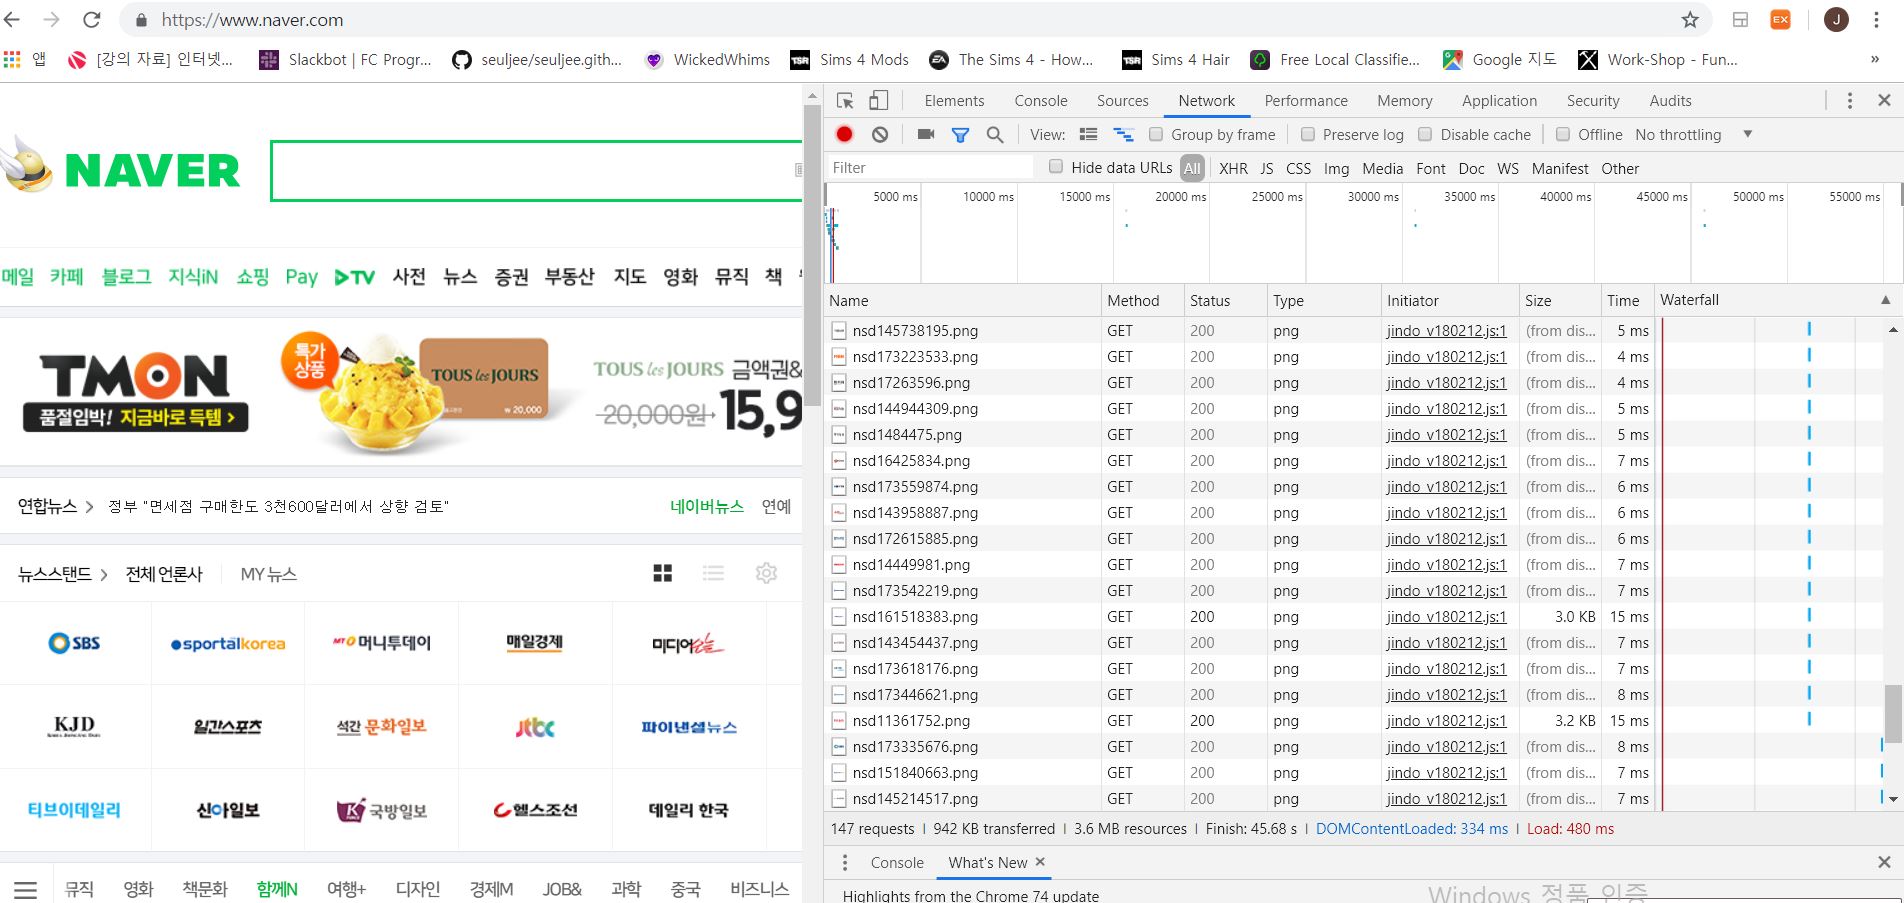 https://www.naver.com
J
앱 [강의 자료] 인터넷... Slackbot | FC Progr... seuljee/seuljee.gith... WickedWhims Sims 4 Mods The Sims 4 - How... Sims 4 Hair Free Local Classifie... Google 지도 Work-Shop - Fun... »
NAVER
메일 카페 블로그 지식iN 쇼핑 Pay TV 사전 뉴스 증권 부동산 지도 영화 뮤직 책
TMON
품절임박! 지금바로 득템 >
특가
상품
TOUS les JOURS
₩ 20,000
TOUS les JOURS 금액권&
20,000원 15,9
연합뉴스 > 정부 "면세점 구매한도 3천600달러에서 상향 검토" 네이버뉴스 연예
뉴스스탠드 > 전체 언론사 MY 뉴스
SBS sportalkorea MT 머니투데이 매일경제 미디어오늘
KJD 일간스포츠 석간 문화일보 jtbc 파이낸셜뉴스
티브이데일리 신아일보 국방일보 헬스조선 데일리 한국
뮤직 영화 책문화 함께N 여행+ 디자인 경제M JOB& 과학 중국 비즈니스
Elements Console Sources Network Performance Memory Application Security Audits
View: Group by frame Preserve log Disable cache Offline No throttling
Filter Hide data URLs All XHR JS CSS Img Media Font Doc WS Manifest Other
5000 ms 10000 ms 15000 ms 20000 ms 25000 ms 30000 ms 35000 ms 40000 ms 45000 ms 50000 ms 55000 ms
Name Method Status Type Initiator Size Time Waterfall
nsd145738195.png GET 200 png jindo_v180212.js:1 (from dis... 5 ms
nsd173223533.png GET 200 png jindo_v180212.js:1 (from dis... 4 ms
nsd17263596.png GET 200 png jindo_v180212.js:1 (from dis... 4 ms
nsd144944309.png GET 200 png jindo_v180212.js:1 (from dis... 5 ms
nsd1484475.png GET 200 png jindo_v180212.js:1 (from dis... 5 ms
nsd16425834.png GET 200 png jindo_v180212.js:1 (from dis... 7 ms
nsd173559874.png GET 200 png jindo_v180212.js:1 (from dis... 6 ms
nsd143958887.png GET 200 png jindo_v180212.js:1 (from dis... 6 ms
nsd172615885.png GET 200 png jindo_v180212.js:1 (from dis... 6 ms
nsd14449981.png GET 200 png jindo_v180212.js:1 (from dis... 7 ms
nsd173542219.png GET 200 png jindo_v180212.js:1 (from dis... 7 ms
nsd161518383.png GET 200 png jindo_v180212.js:1 3.0 KB 15 ms
nsd143454437.png GET 200 png jindo_v180212.js:1 (from dis... 7 ms
nsd173618176.png GET 200 png jindo_v180212.js:1 (from dis... 7 ms
nsd173446621.png GET 200 png jindo_v180212.js:1 (from dis... 8 ms
nsd11361752.png GET 200 png jindo_v180212.js:1 3.2 KB 15 ms
nsd173335676.png GET 200 png jindo_v180212.js:1 (from dis... 8 ms
nsd151840663.png GET 200 png jindo_v180212.js:1 (from dis... 7 ms
nsd145214517.png GET 200 png jindo_v180212.js:1 (from dis... 7 ms
147 requests | 942 KB transferred | 3.6 MB resources | Finish: 45.68 s | DOMContentLoaded: 334 ms | Load: 480 ms
Console What's New
Highlights from the Chrome 74 update
Windows 정품 인증